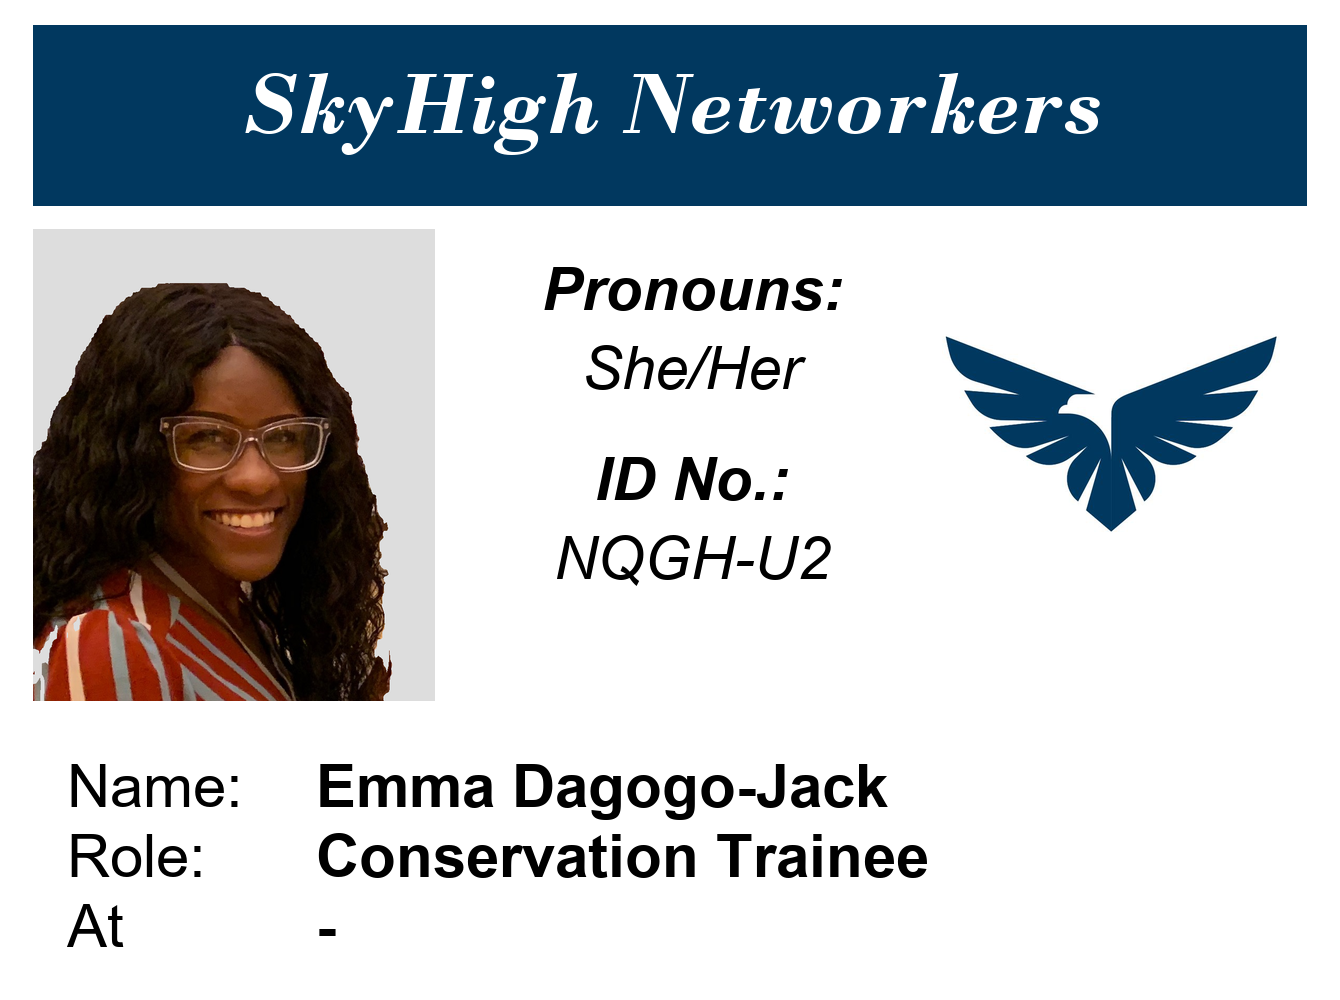 SkyHigh Networkers
Pronouns:
She/Her
ID No.:
NQGH-U2
Name: Emma Dagogo-Jack
Role: Conservation Trainee
At -